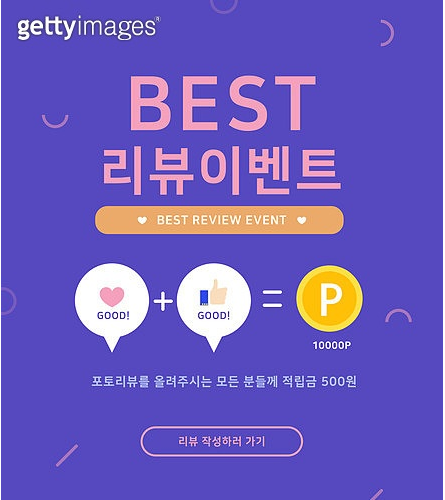 gettyimages®
BEST
리뷰이벤트
BEST REVIEW EVENT
GOOD! + GOOD! = P
10000P
포토리뷰를 올려주시는 모든 분들께 적립금 500원
리뷰 작성하러 가기